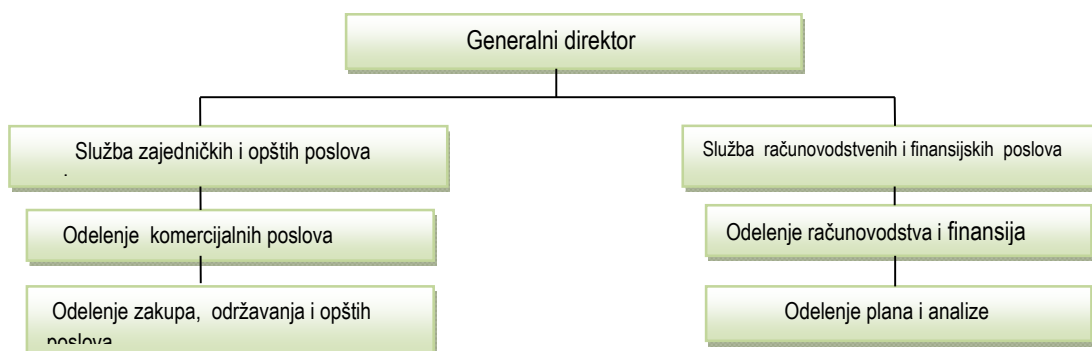 Generalni direktor
Služba zajedničkih i opštih poslova
.
Služba računovodstvenih i finansijskih poslova
Odelenje komercijalnih poslova
Odelenje računovodstva i finansija
Odelenje zakupa, održavanja i opštih
poslova
Odelenje plana i analize